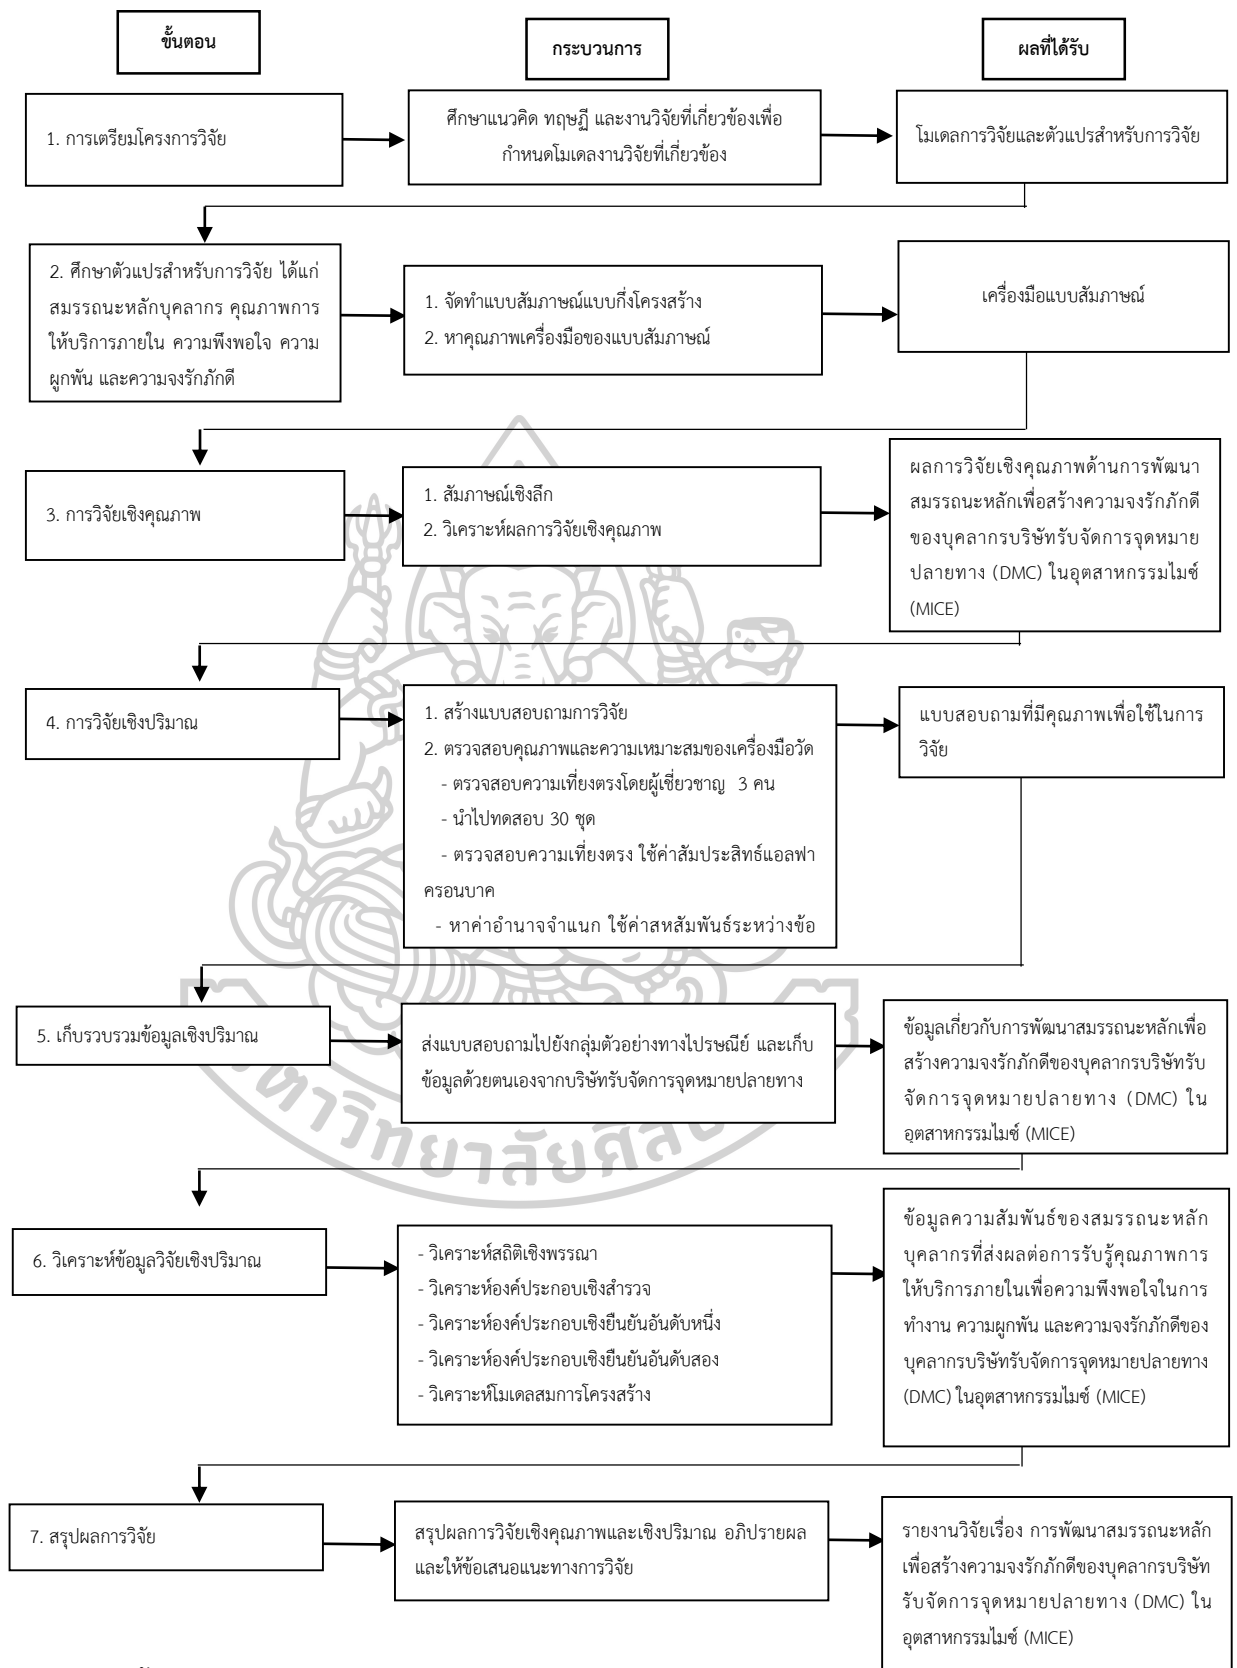 ขั้นตอน
กระบวนการ
ผลที่ได้รับ
1. การเตรียมโครงการวิจัย
ศึกษาแนวคิด ทฤษฎี และงานวิจัยที่เกี่ยวข้องเพื่อ
กำหนดโมเดลงานวิจัยที่เกี่ยวข้อง
โมเดลการวิจัยและตัวแปรสำหรับการวิจัย
2. ศึกษาตัวแปรสำหรับการวิจัย ได้แก่
สมรรถนะหลักบุคลากร คุณภาพการ
ให้บริการภายใน ความพึงพอใจ ความ
ผูกพัน และความจงรักภักดี
1. จัดทำแบบสัมภาษณ์แบบกึ่งโครงสร้าง
2. หาคุณภาพเครื่องมือของแบบสัมภาษณ์
เครื่องมือแบบสัมภาษณ์
3. การวิจัยเชิงคุณภาพ
1. สัมภาษณ์เชิงลึก
2. วิเคราะห์ผลการวิจัยเชิงคุณภาพ
ผลการวิจัยเชิงคุณภาพด้านการพัฒนา
สมรรถนะหลักเพื่อสร้างความจงรักภักดี
ของบุคลากรบริษัทรับจัดการจุดหมาย
ปลายทาง (DMC) ในอุตสาหกรรมไมซ์
(MICE)
4. การวิจัยเชิงปริมาณ
1. สร้างแบบสอบถามการวิจัย
2. ตรวจสอบคุณภาพและความเหมาะสมของเครื่องมือวัด
- ตรวจสอบความเที่ยงตรงโดยผู้เชี่ยวชาญ 3 คน
- นำไปทดสอบ 30 ชุด
- ตรวจสอบความเที่ยงตรง ใช้ค่าสัมประสิทธ์แอลฟา
ครอนบาค
- หาค่าอำนาจจำแนก ใช้ค่าสหสัมพันธ์ระหว่างข้อ
แบบสอบถามที่มีคุณภาพเพื่อใช้ในการ
วิจัย
5. เก็บรวบรวมข้อมูลเชิงปริมาณ
ส่งแบบสอบถามไปยังกลุ่มตัวอย่างทางไปรษณีย์ และเก็บ
ข้อมูลด้วยตนเองจากบริษัทรับจัดการจุดหมายปลายทาง
ข้อมูลเกี่ยวกับการพัฒนาสมรรถนะหลักเพื่อ
สร้างความจงรักภักดีของบุคลากรบริษัทรับ
จัดการจุดหมายปลายทาง (DMC) ใน
อุตสาหกรรมไมซ์ (MICE)
6. วิเคราะห์ข้อมูลวิจัยเชิงปริมาณ
- วิเคราะห์สถิติเชิงพรรณา
- วิเคราะห์องค์ประกอบเชิงสำรวจ
- วิเคราะห์องค์ประกอบเชิงยืนยันอันดับหนึ่ง
- วิเคราะห์องค์ประกอบเชิงยืนยันอันดับสอง
- วิเคราะห์โมเดลสมการโครงสร้าง
ข้อมูลความสัมพันธ์ของสมรรถนะหลัก
บุคลากรที่ส่งผลต่อการรับรู้คุณภาพการ
ให้บริการภายในเพื่อความพึงพอใจในการ
ทำงาน ความผูกพัน และความจงรักภักดีของ
บุคลากรบริษัทรับจัดการจุดหมายปลายทาง
(DMC) ในอุตสาหกรรมไมซ์ (MICE)
7. สรุปผลการวิจัย
สรุปผลการวิจัยเชิงคุณภาพและเชิงปริมาณ อภิปรายผล
และให้ข้อเสนอแนะทางการวิจัย
รายงานวิจัยเรื่อง การพัฒนาสมรรถนะหลัก
เพื่อสร้างความจงรักภักดีของบุคลากรบริษัท
รับจัดการจุดหมายปลายทาง (DMC) ใน
อุตสาหกรรมไมซ์ (MICE)